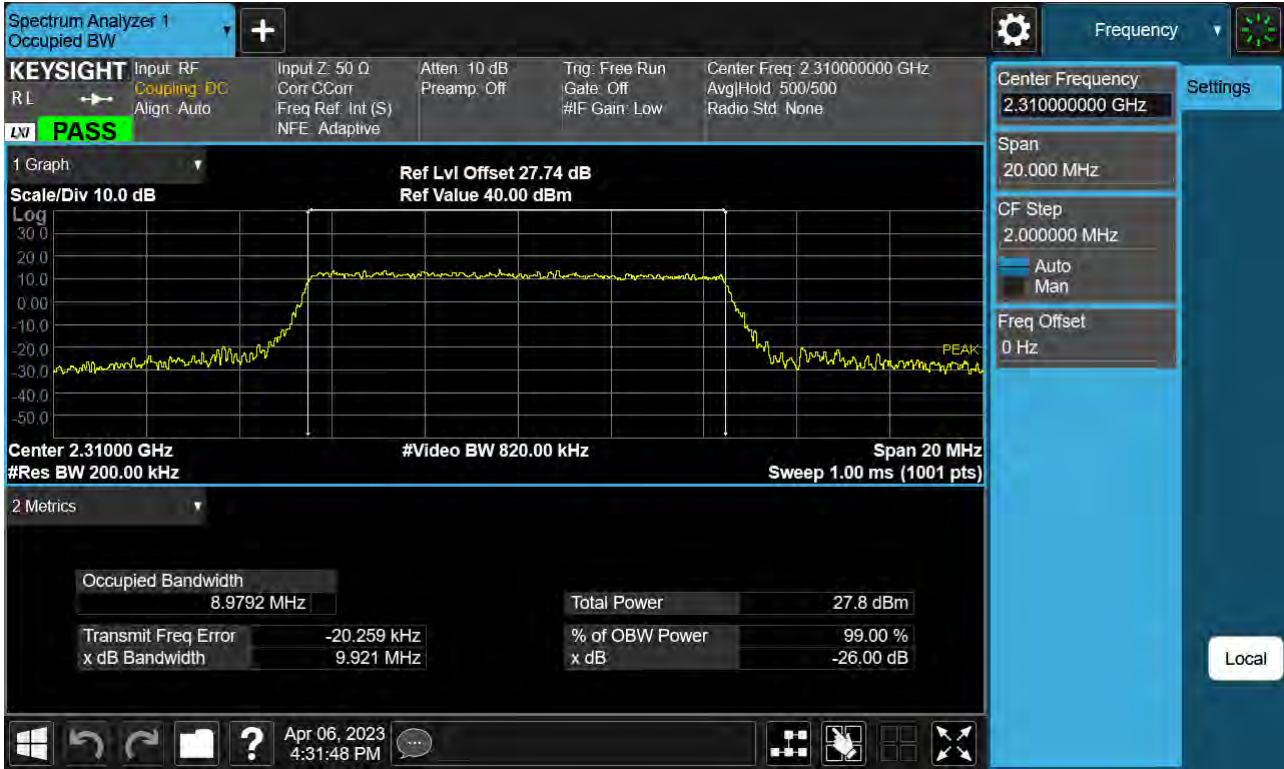 Spectrum Analyzer 1
Occupied BW
+
Frequency
KEYSIGHT
R L
LXI
PASS
Input: RF
Coupling: DC
Align: Auto
Input Z: 50 Ω
Corr CCorr
Freq Ref: Int (S)
NFE: Adaptive
Atten: 10 dB
Preamp: Off
Trig: Free Run
Gate: Off
#IF Gain: Low
Center Freq: 2.310000000 GHz
Avg|Hold: 500/500
Radio Std: None
Center Frequency
2.310000000 GHz
Settings
Span
20.000 MHz
CF Step
2.000000 MHz
Auto
Man
Freq Offset
0 Hz
Local
1 Graph
Scale/Div 10.0 dB
Ref Lvl Offset 27.74 dB
Ref Value 40.00 dBm
Log
30.0
20.0
10.0
0.00
-10.0
-20.0
-30.0
-40.0
-50.0
PEAK
Center 2.31000 GHz
#Video BW 820.00 kHz
Span 20 MHz
#Res BW 200.00 kHz
Sweep 1.00 ms (1001 pts)
2 Metrics
Occupied Bandwidth
8.9792 MHz
Total Power 27.8 dBm
Transmit Freq Error -20.259 kHz
% of OBW Power 99.00 %
x dB Bandwidth 9.921 MHz
x dB -26.00 dB
?
Apr 06, 2023
4:31:48 PM